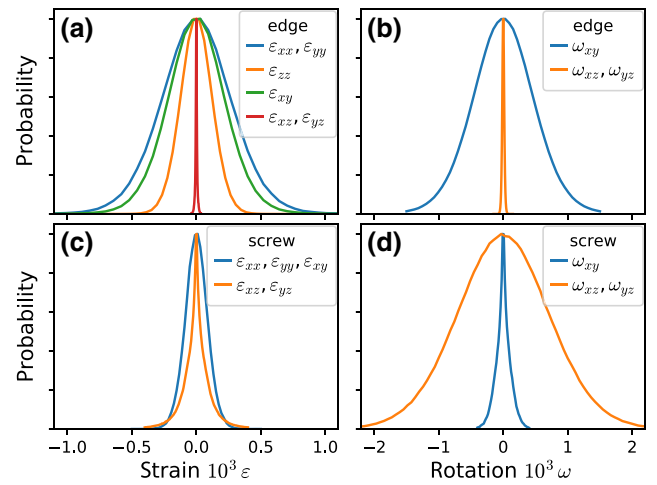 (a)
edge
εxx, εyy
εzz
εxy
εxz, εyz
Probability
(b)
edge
ωxy
ωxz, ωyz
(c)
screw
εxx, εyy, εxy
εxz, εyz
Probability
−1.0 −0.5 0.0 0.5 1.0
Strain 10³ ε
(d)
screw
ωxy
ωxz, ωyz
−2 −1 0 1 2
Rotation 10³ ω